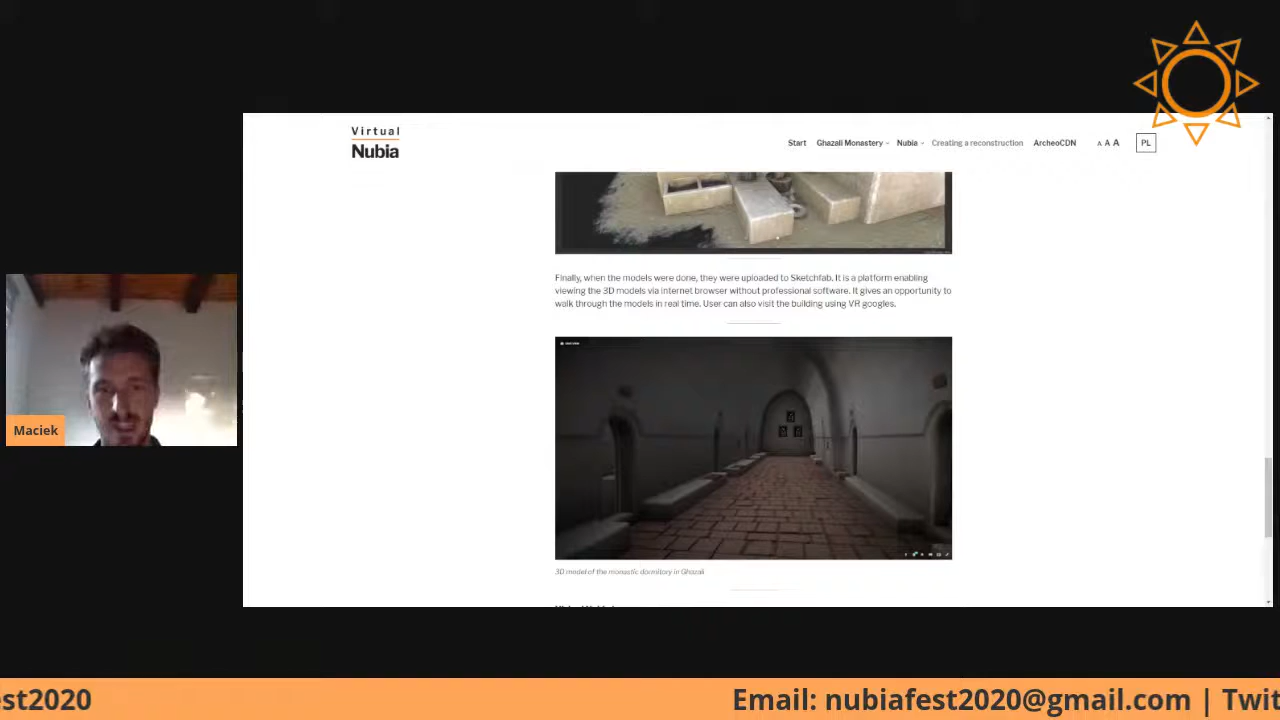 Virtual
Nubia
Start Ghazali Monastery Nubia Creating a reconstruction ArcheoCDN A A A PL
Finally, when the models were done, they were uploaded to Sketchfab. It is a platform enabling
viewing the 3D models via internet browser without professional software. It gives an opportunity to
walk through the models in real time. User can also visit the building using VR googles.
3D model of the monastic dormitory in Ghazali
Maciek
st2020 Email: nubiafest2020@gmail.com | Twit